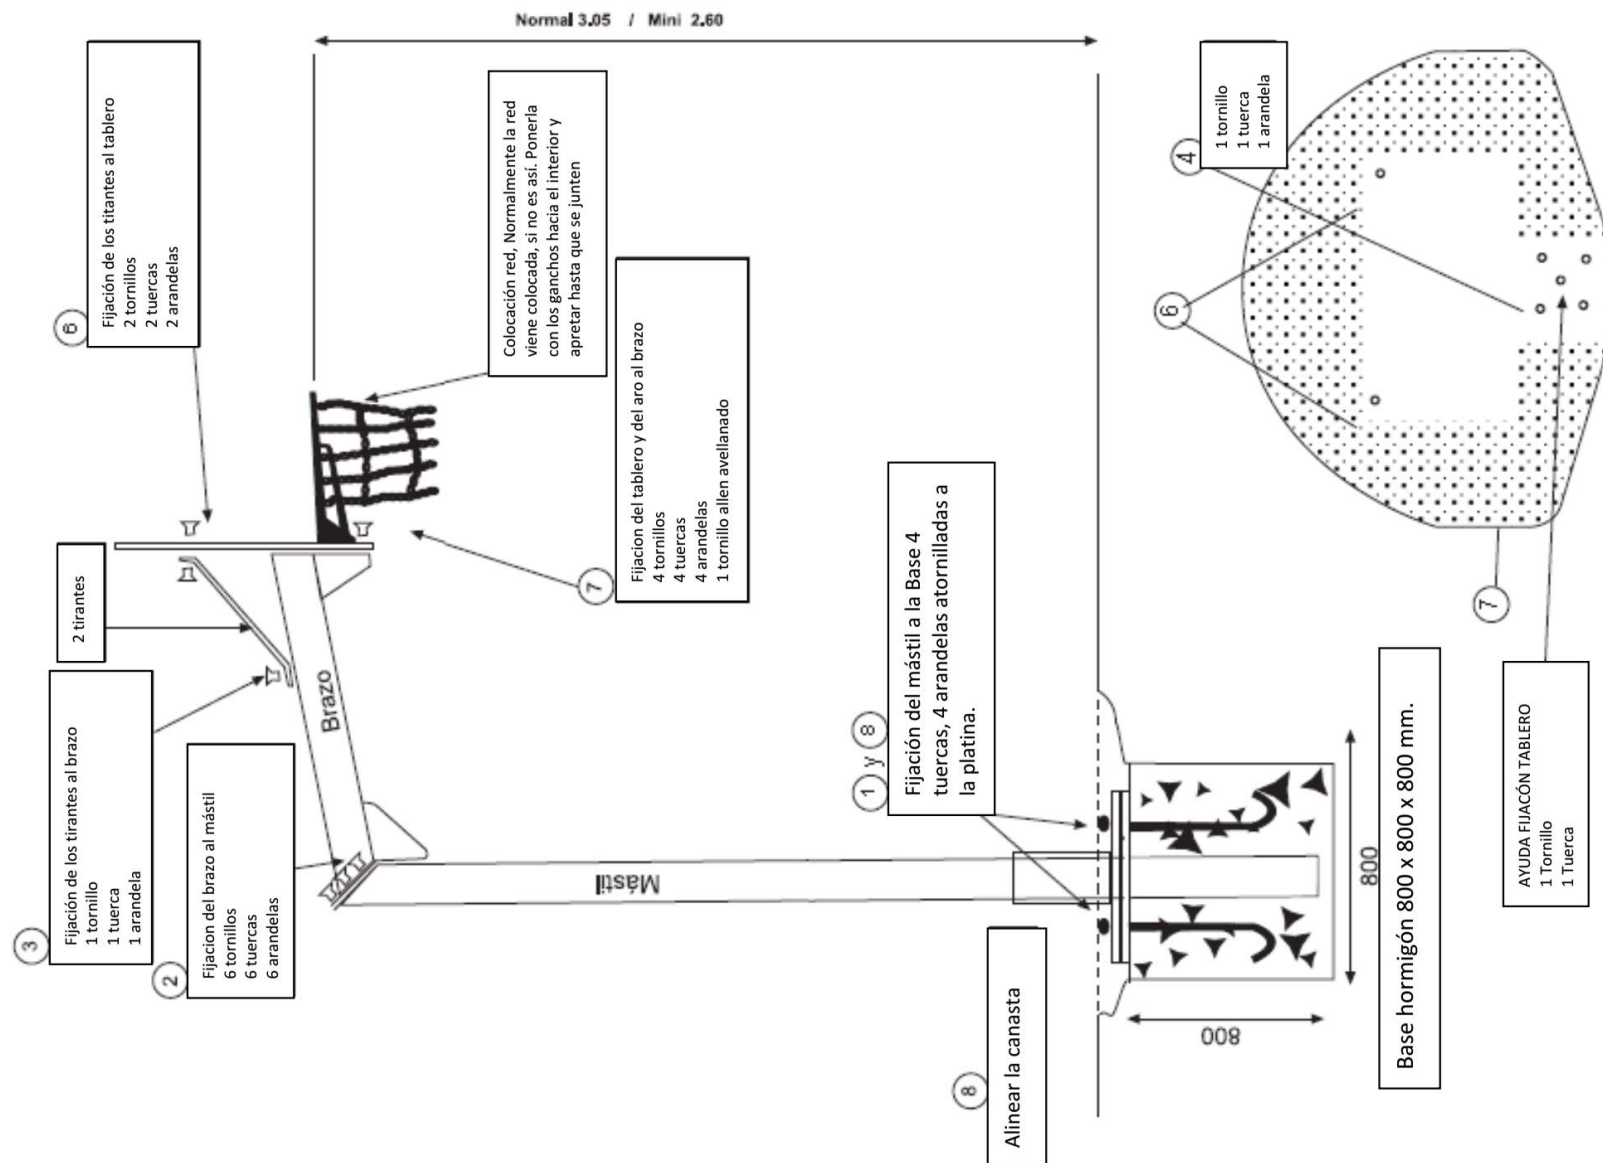 Normal 3.05 / Mini 2.60
6
Fijación de los titantes al tablero
2 tornillos
2 tuercas
2 arandelas
Colocación red, Normalmente la red
viene colocada, si no es así. Ponerla
con los ganchos hacia el interior y
apretar hasta que se junten
2 tirantes
7
Fijacion del tablero y del aro al brazo
4 tornillos
4 tuercas
4 arandelas
1 tornillo allen avellanado
3
Fijación de los tirantes al brazo
1 tornillo
1 tuerca
1 arandela
Brazo
2
Fijacion del brazo al mástil
6 tornillos
6 tuercas
6 arandelas
Mástil
1 y 8
Fijación del mástil a la Base 4
tuercas, 4 arandelas atornilladas a
la platina.
8
Alinear la canasta
800
800
Base hormigón 800 x 800 x 800 mm.
4
1 tornillo
1 tuerca
1 arandela
6
7
AYUDA FIJACÓN TABLERO
1 Tornillo
1 Tuerca